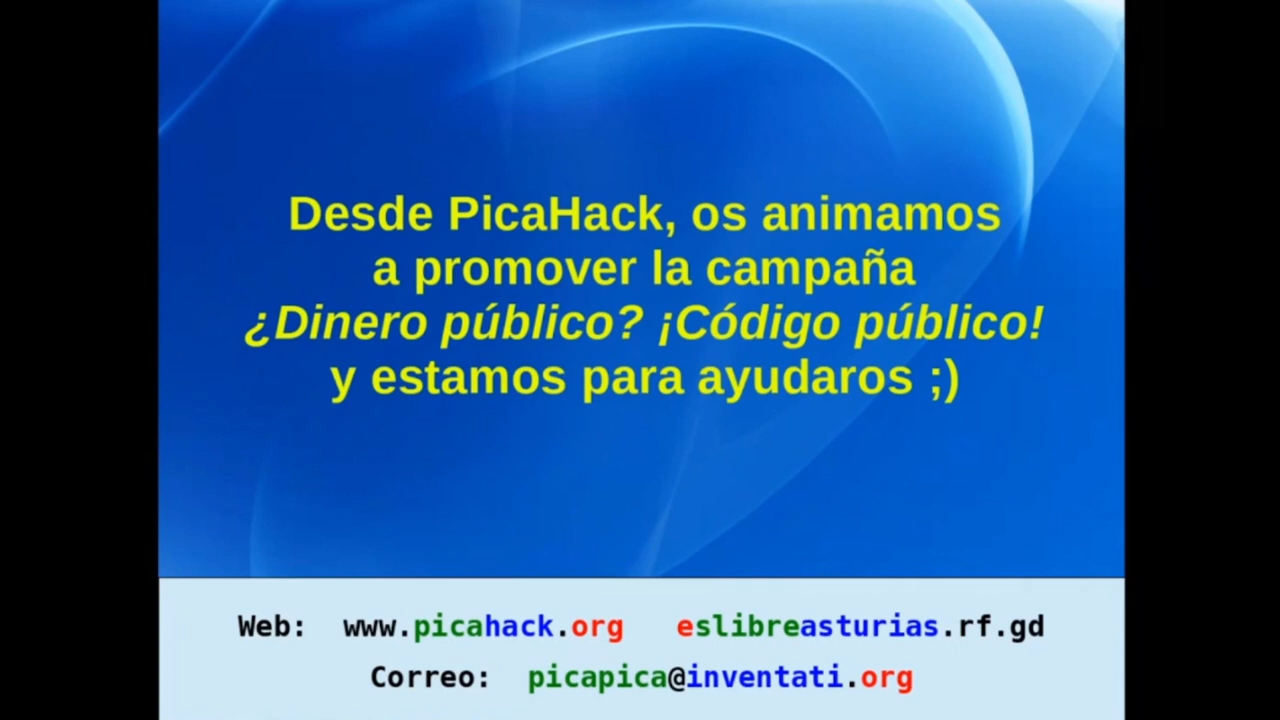 Desde PicaHack, os animamos
a promover la campaña
¿Dinero público? ¡Código público!
y estamos para ayudaros ;)
Web: www.picahack.org eslibreasturias.rf.gd
Correo: picapica@inventati.org